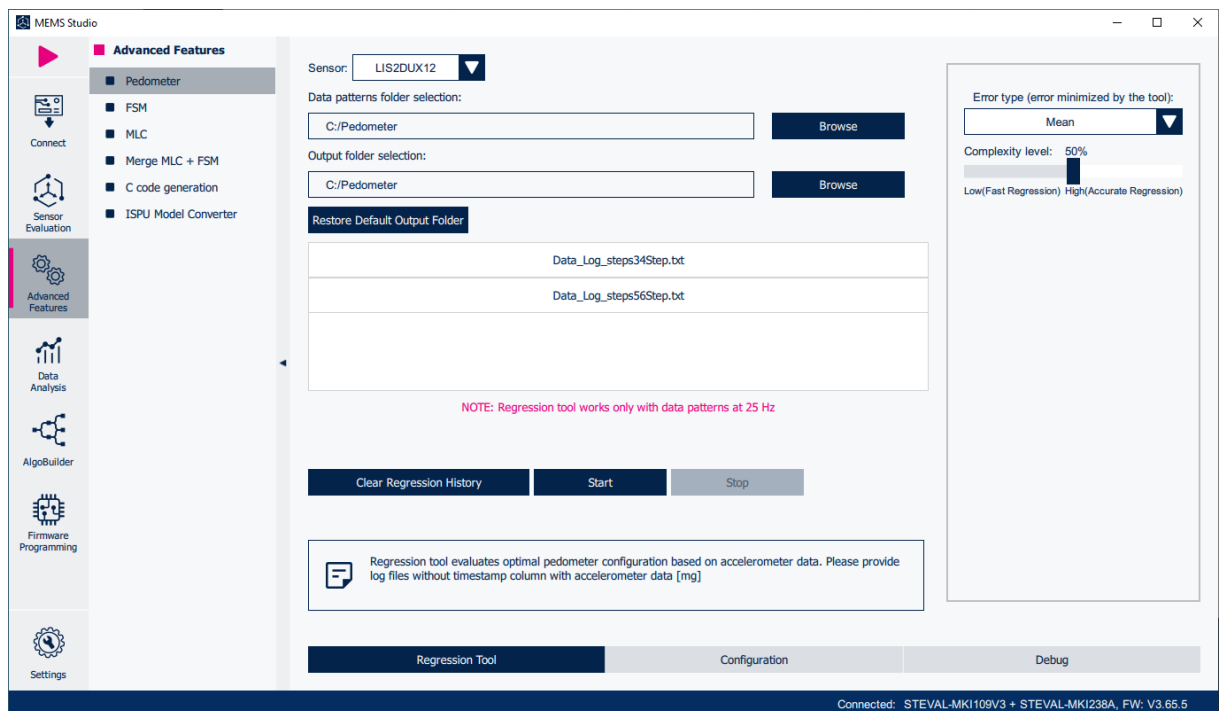 MEMS Studio
Connect
Sensor
Evaluation
Advanced
Features
Data
Analysis
AlgoBuilder
Firmware
Programming
Settings
Advanced Features
Pedometer
FSM
MLC
Merge MLC + FSM
C code generation
ISPU Model Converter
Sensor: LIS2DUX12
Data patterns folder selection:
C:/Pedometer Browse
Output folder selection:
C:/Pedometer Browse
Restore Default Output Folder
Data_Log_steps34Step.txt
Data_Log_steps56Step.txt
NOTE: Regression tool works only with data patterns at 25 Hz
Clear Regression History Start Stop
Regression tool evaluates optimal pedometer configuration based on accelerometer data. Please provide
log files without timestamp column with accelerometer data [mg]
Regression Tool Configuration Debug
Error type (error minimized by the tool):
Mean
Complexity level: 50%
Low(Fast Regression) High(Accurate Regression)
Connected: STEVAL-MKI109V3 + STEVAL-MKI238A, FW: V3.65.5